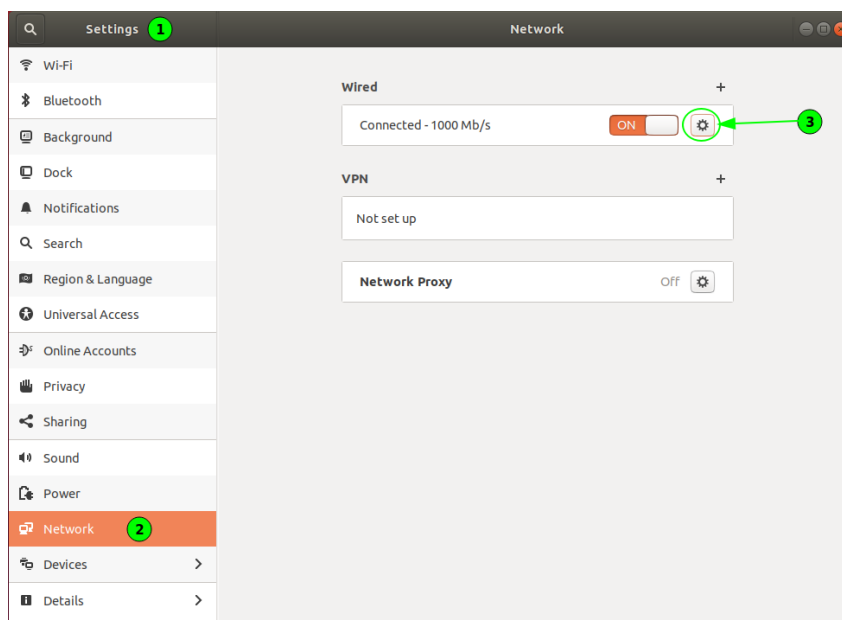 Settings 1 Network
Wi-Fi
Bluetooth
Background
Dock
Notifications
Search
Region & Language
Universal Access
Online Accounts
Privacy
Sharing
Sound
Power
Network 2
Devices
Details
Wired +
Connected - 1000 Mb/s ON 3
VPN +
Not set up
Network Proxy Off